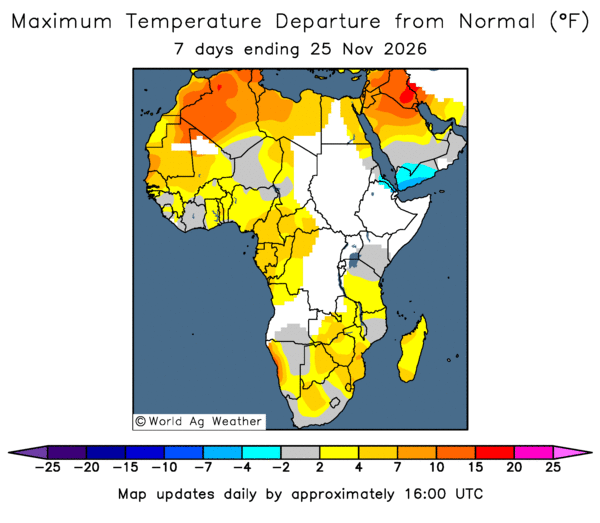 Maximum Temperature Departure from Normal (°F)
7 days ending 25 Nov 2026
© World Ag Weather
-25 -20 -15 -10 -7 -4 -2 2 4 7 10 15 20 25
Map updates daily by approximately 16:00 UTC